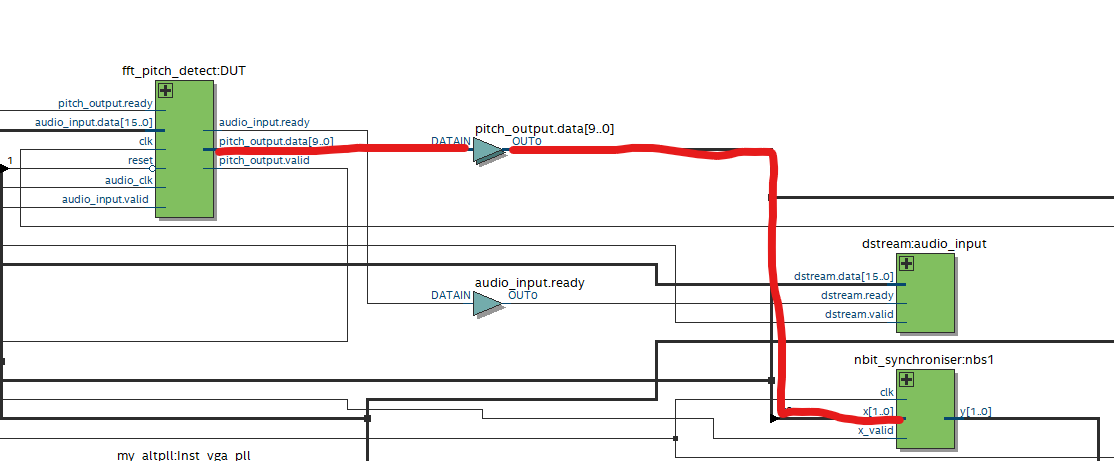 fft_pitch_detect:DUT
pitch_output.ready
audio_input.data[15..0]
clk
1
reset
audio_clk
audio_input.valid
audio_input.ready
pitch_output.data[9..0]
pitch_output.valid
pitch_output.data[9..0]
DATAIN
OUT0
audio_input.ready
DATAIN
OUT0
dstream:audio_input
dstream.data[15..0]
dstream.ready
dstream.valid
nbit_synchroniser:nbs1
clk
x[1..0]
x_valid
y[1..0]
my_altpll:Inst_vga_pll